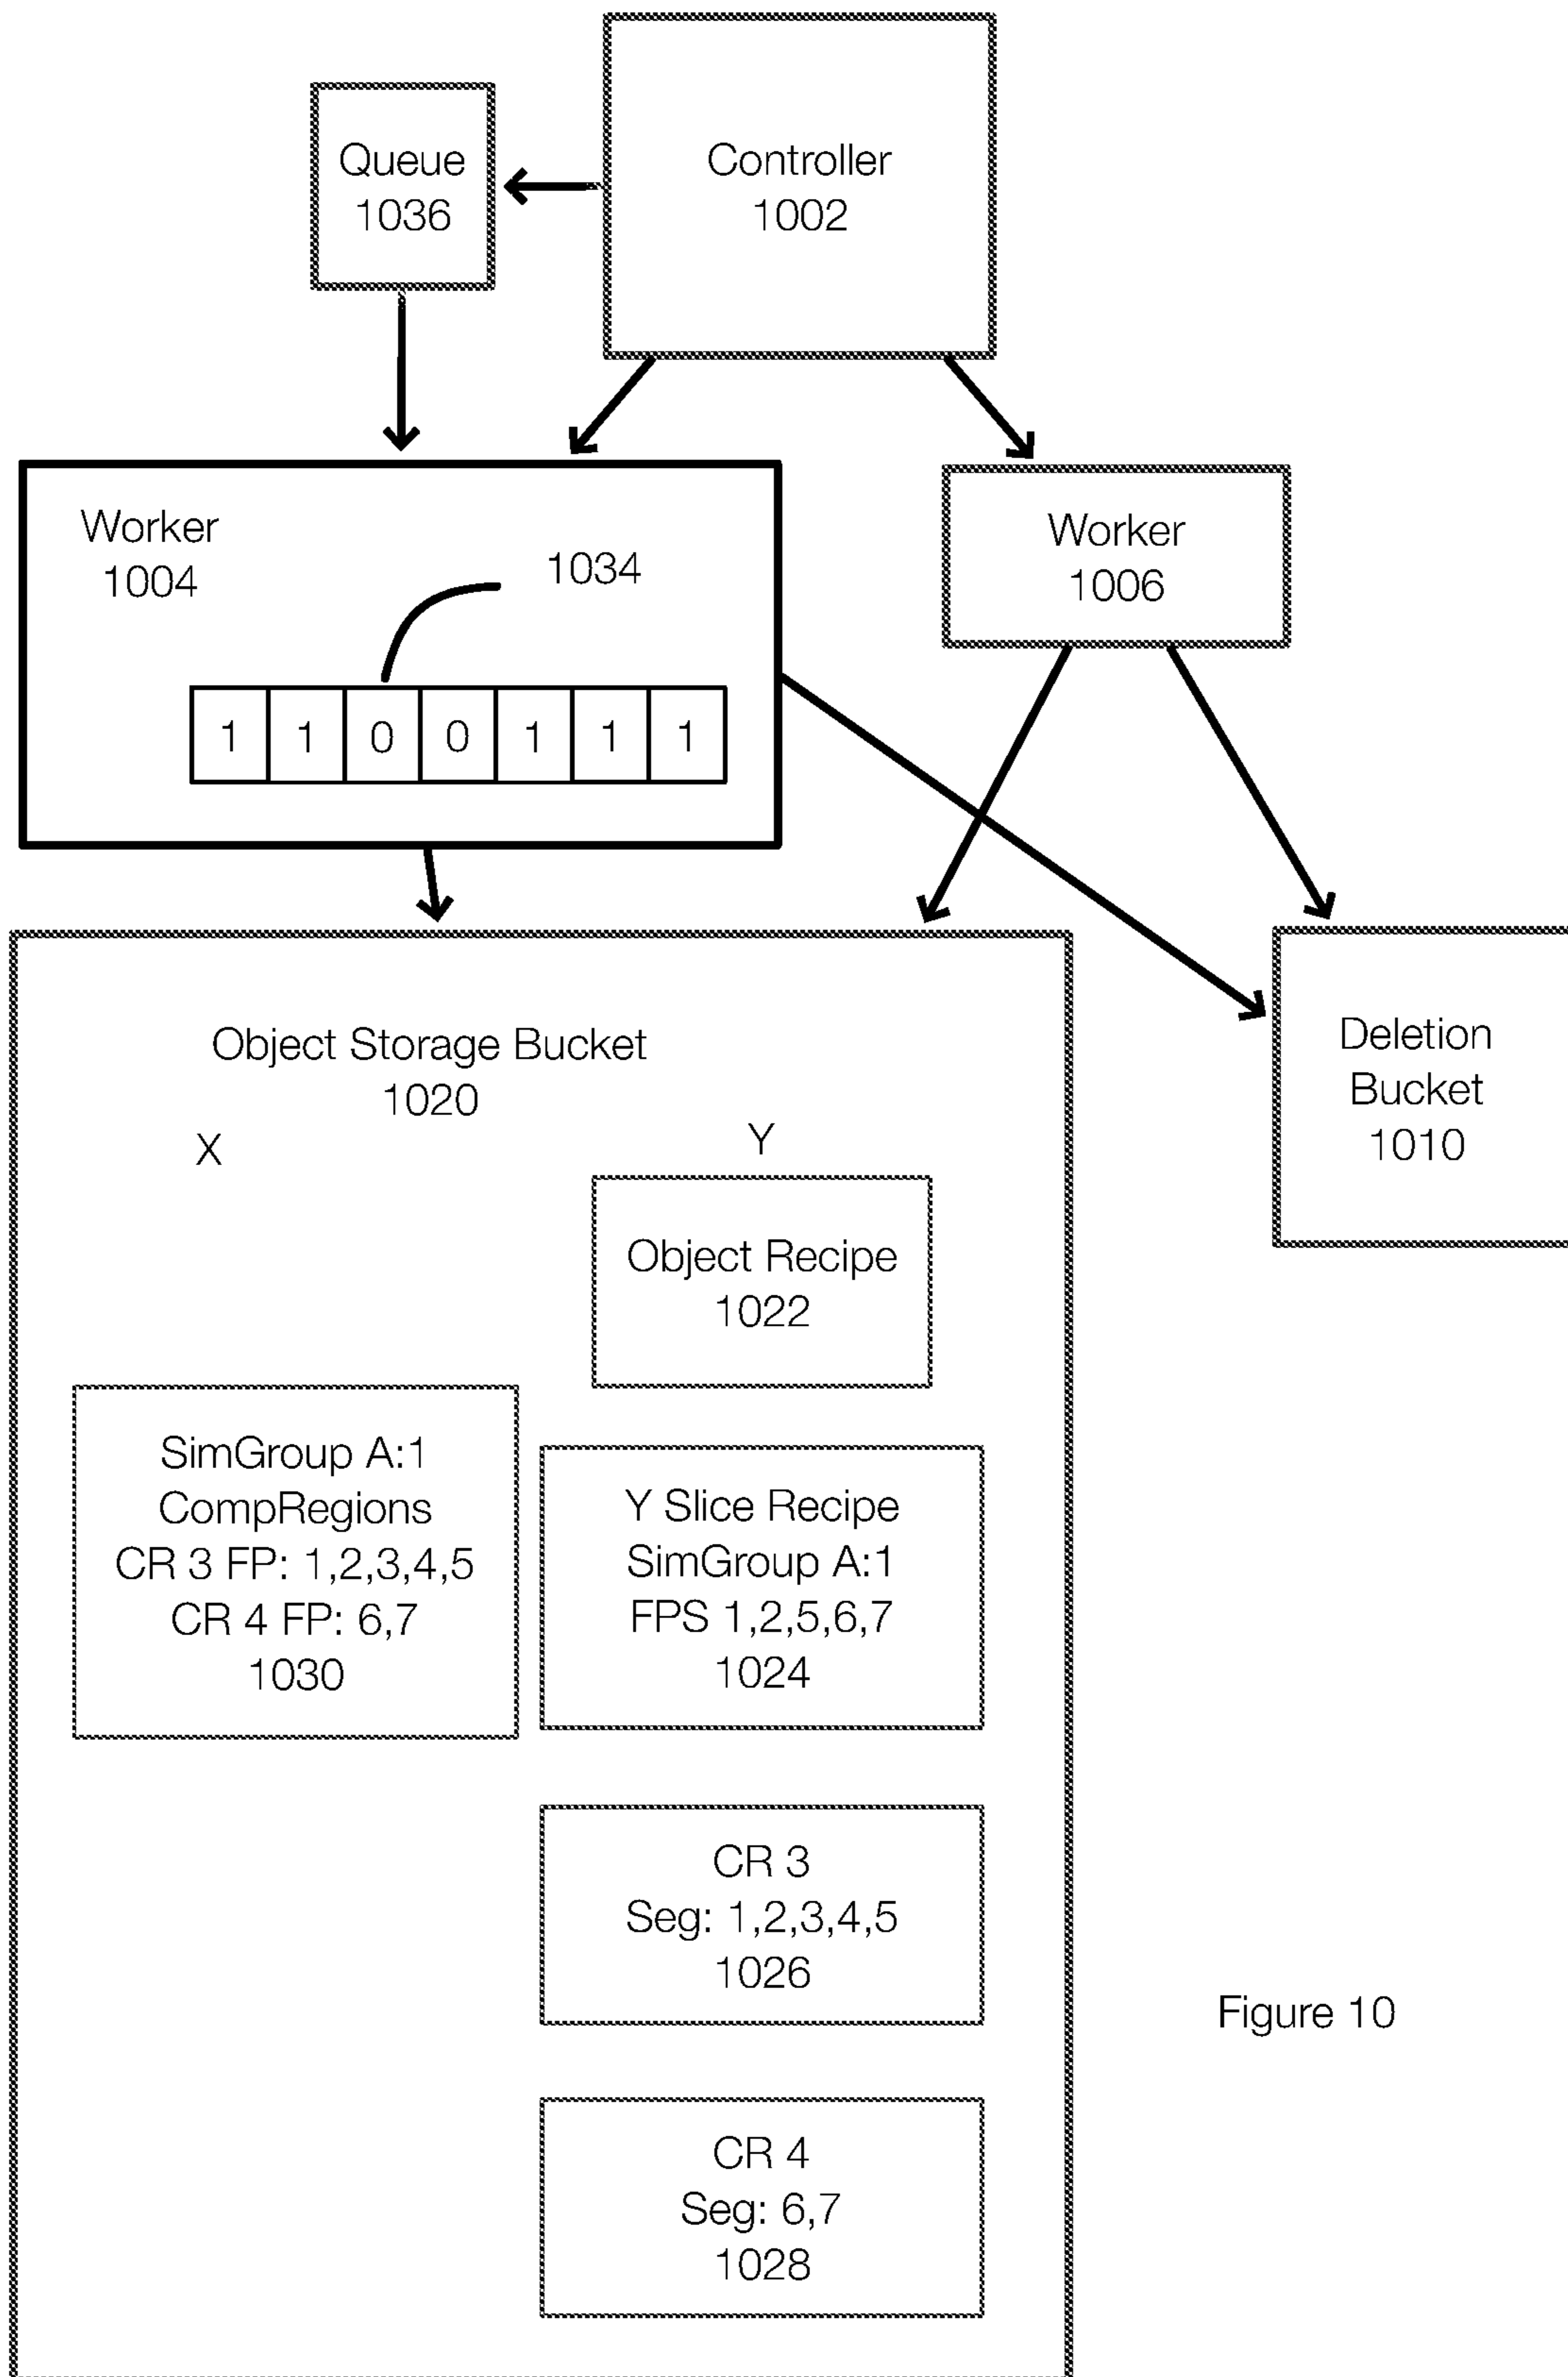 Queue
1036
Controller
1002
Worker
1004
1034
1 1 0 0 1 1 1
Worker
1006
Object Storage Bucket
1020
X
Y
Deletion
Bucket
1010
Object Recipe
1022
SimGroup A:1
CompRegions
CR 3 FP: 1,2,3,4,5
CR 4 FP: 6,7
1030
Y Slice Recipe
SimGroup A:1
FPS 1,2,5,6,7
1024
CR 3
Seg: 1,2,3,4,5
1026
CR 4
Seg: 6,7
1028
Figure 10